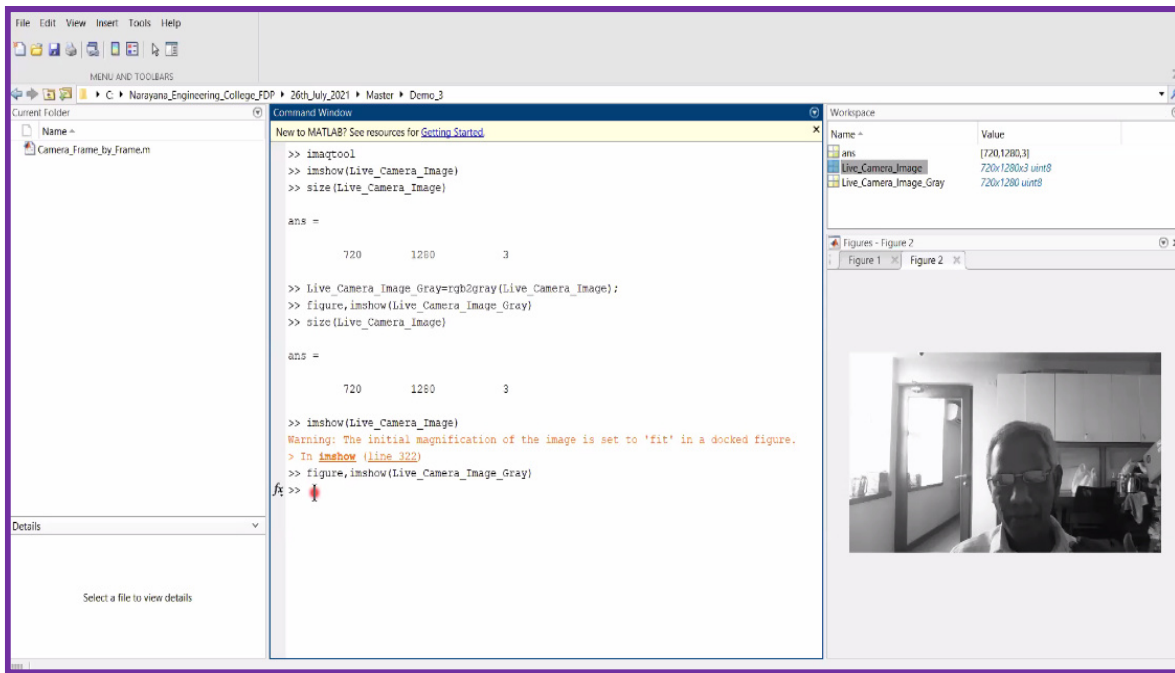 File Edit View Insert Tools Help
MENU AND TOOLBARS
C: Narayana_Engineering_College_FDP 26th_July_2021 Master Demo_3
Current Folder
Name
Camera_Frame_by_Frame.m
Details
Select a file to view details
Command Window
New to MATLAB? See resources for Getting Started.
>> imaqtool
>> imshow(Live_Camera_Image)
>> size(Live_Camera_Image)
ans =
720 1280 3
>> Live_Camera_Image_Gray=rgb2gray(Live_Camera_Image);
>> figure,imshow(Live_Camera_Image_Gray)
>> size(Live_Camera_Image)
ans =
720 1280 3
>> imshow(Live_Camera_Image)
Warning: The initial magnification of the image is set to 'fit' in a docked figure.
> In imshow (line 322)
>> figure,imshow(Live_Camera_Image_Gray)
fx >>
Workspace
Name Value
ans [720,1280,3]
Live_Camera_Image 720x1280x3 uint8
Live_Camera_Image_Gray 720x1280 uint8
Figures - Figure 2
Figure 1 Figure 2